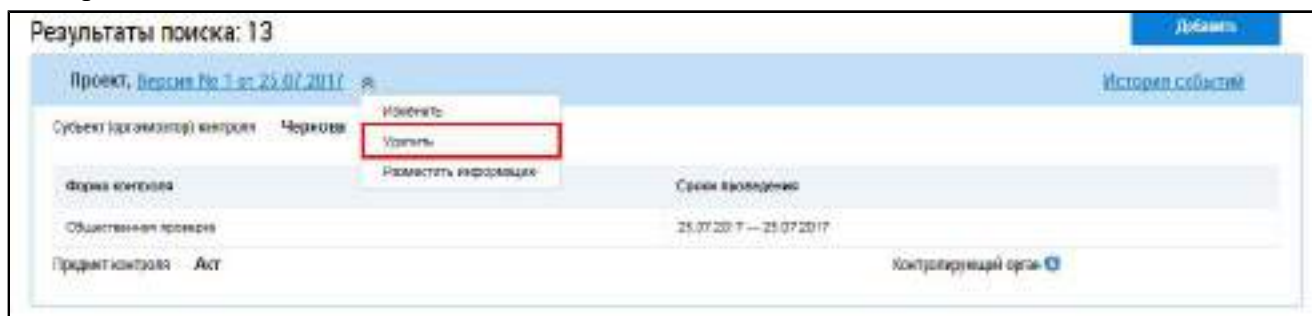 Результаты поиска: 13
Добавить
Проект, Версия № 1 от 25.07.2017
История событий
Изменить
Субъект (организатор) контроля Чернова
Удалить
Разместить информацию
Форма контроля Сроки проведения
Общественная проверка 25.07.2017 — 25.07.2017
Предмет контроля Акт Контролирующий орган